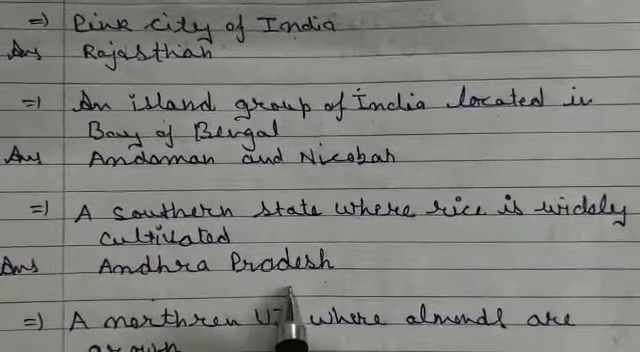 =) Pink city of India
Ans Rajasthan
=) An island group of India located in
Bay of Bengal
Ans Andaman and Nicobar
=) A southern state where rice is widely
cultivated
Ans Andhra Pradesh
=) A northren where almonds are